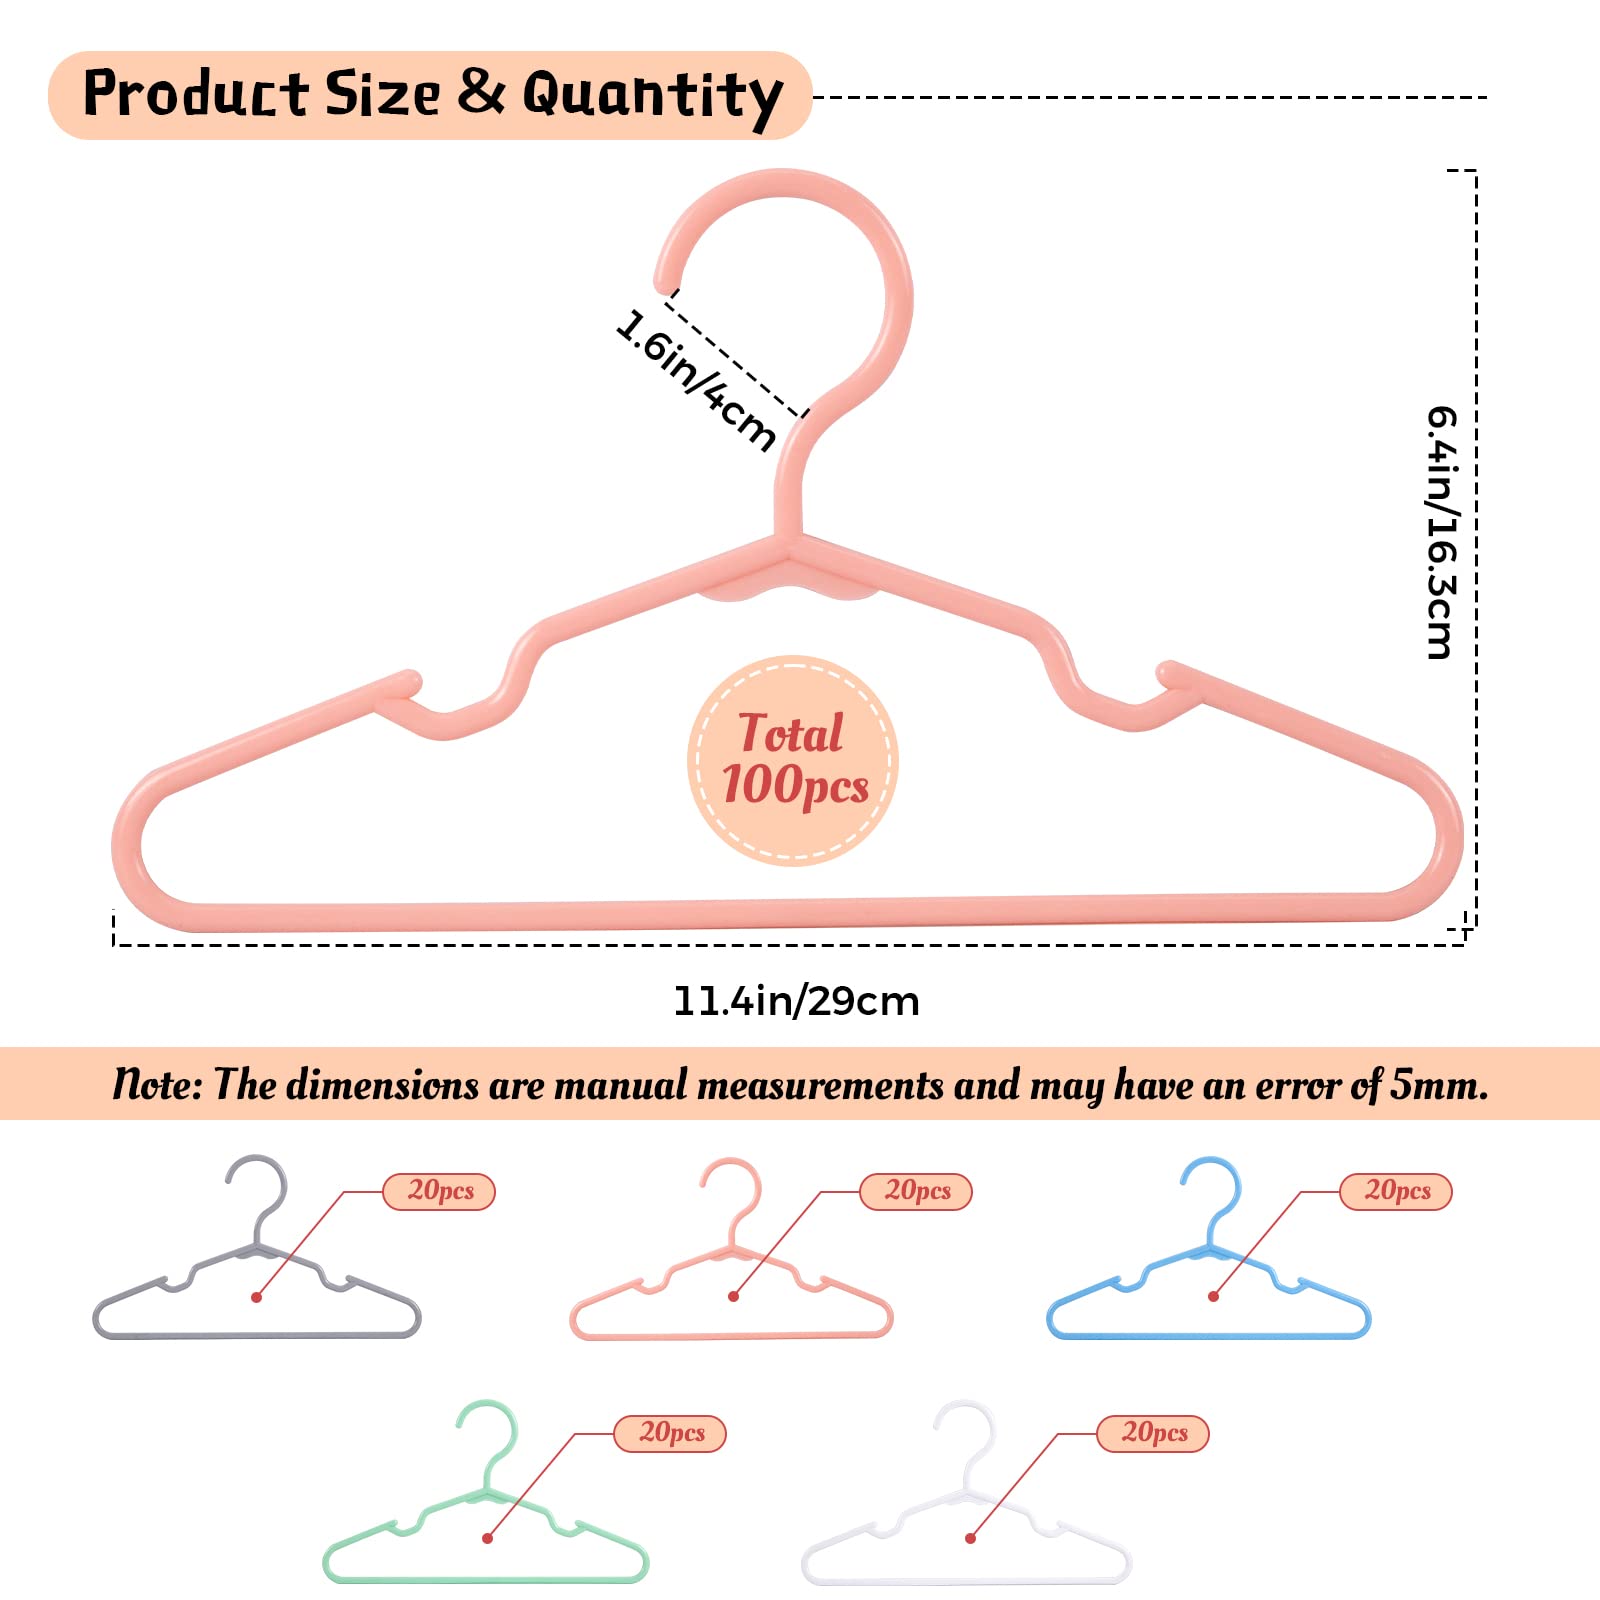 Product Size & Quantity
1.6in/4cm
6.4in/16.3cm
Total
100pcs
11.4in/29cm
Note: The dimensions are manual measurements and may have an error of 5mm.
20pcs
20pcs
20pcs
20pcs
20pcs